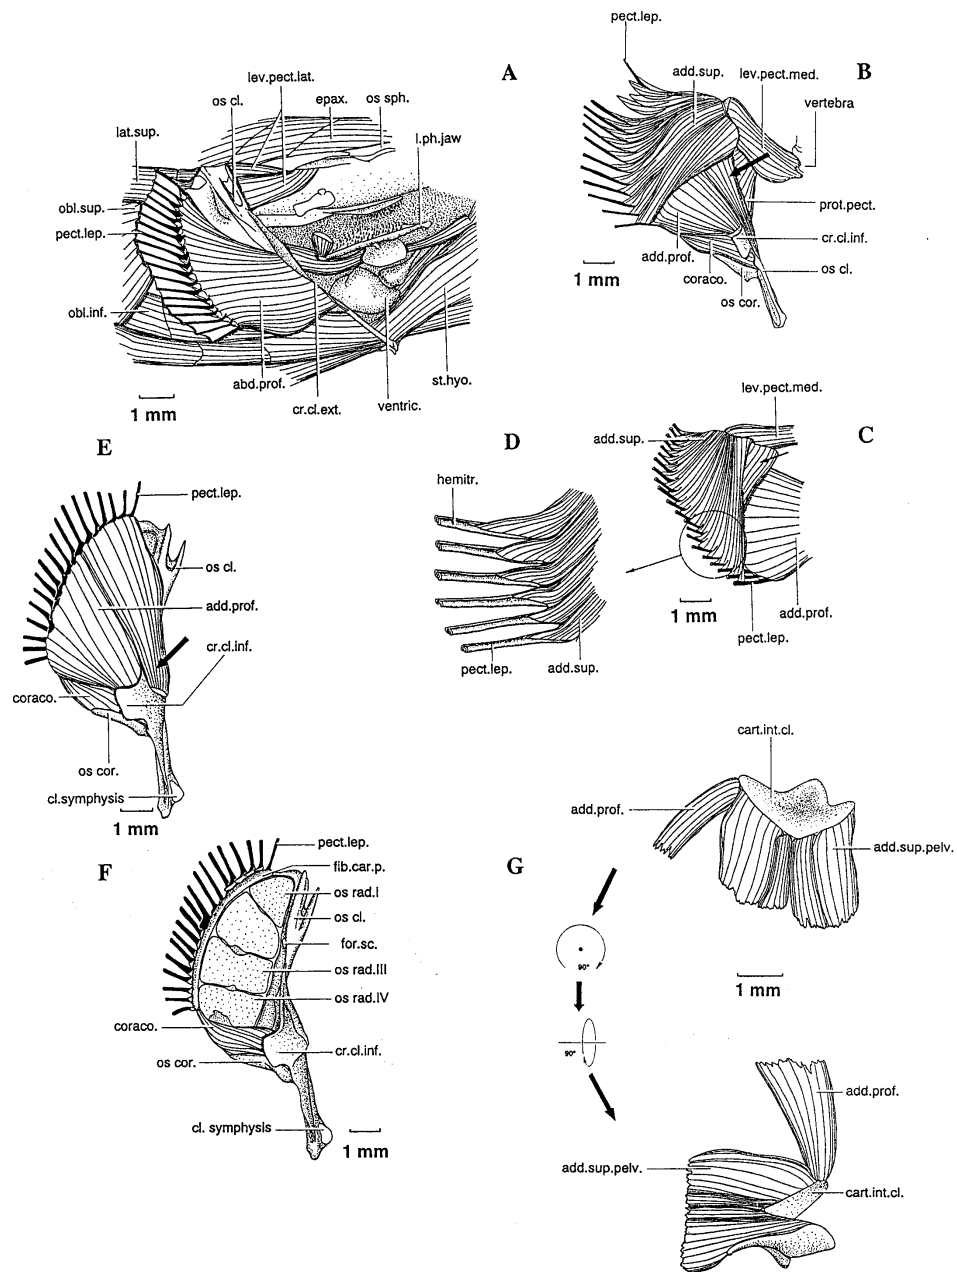 A
lev.pect.lat.
os cl.
epax.
os sph.
l.ph.jaw
lat.sup.
obl.sup.
pect.lep.
obl.inf.
abd.prof.
cr.cl.ext.
ventric.
st.hyo.
1 mm
B
pect.lep.
add.sup.
lev.pect.med.
vertebra
prot.pect.
cr.cl.inf.
add.prof.
coraco.
os cl.
os cor.
1 mm
C
lev.pect.med.
add.sup.
add.prof.
pect.lep.
1 mm
D
hemitr.
pect.lep.
add.sup.
E
pect.lep.
os cl.
add.prof.
cr.cl.inf.
coraco.
os cor.
cl.symphysis
1 mm
F
pect.lep.
fib.car.p.
os rad.I
os cl.
for.sc.
os rad.III
os rad.IV
coraco.
cr.cl.inf.
os cor.
cl. symphysis
1 mm
G
cart.int.cl.
add.prof.
add.sup.pelv.
90°
1 mm
90°
add.prof.
add.sup.pelv.
cart.int.cl.